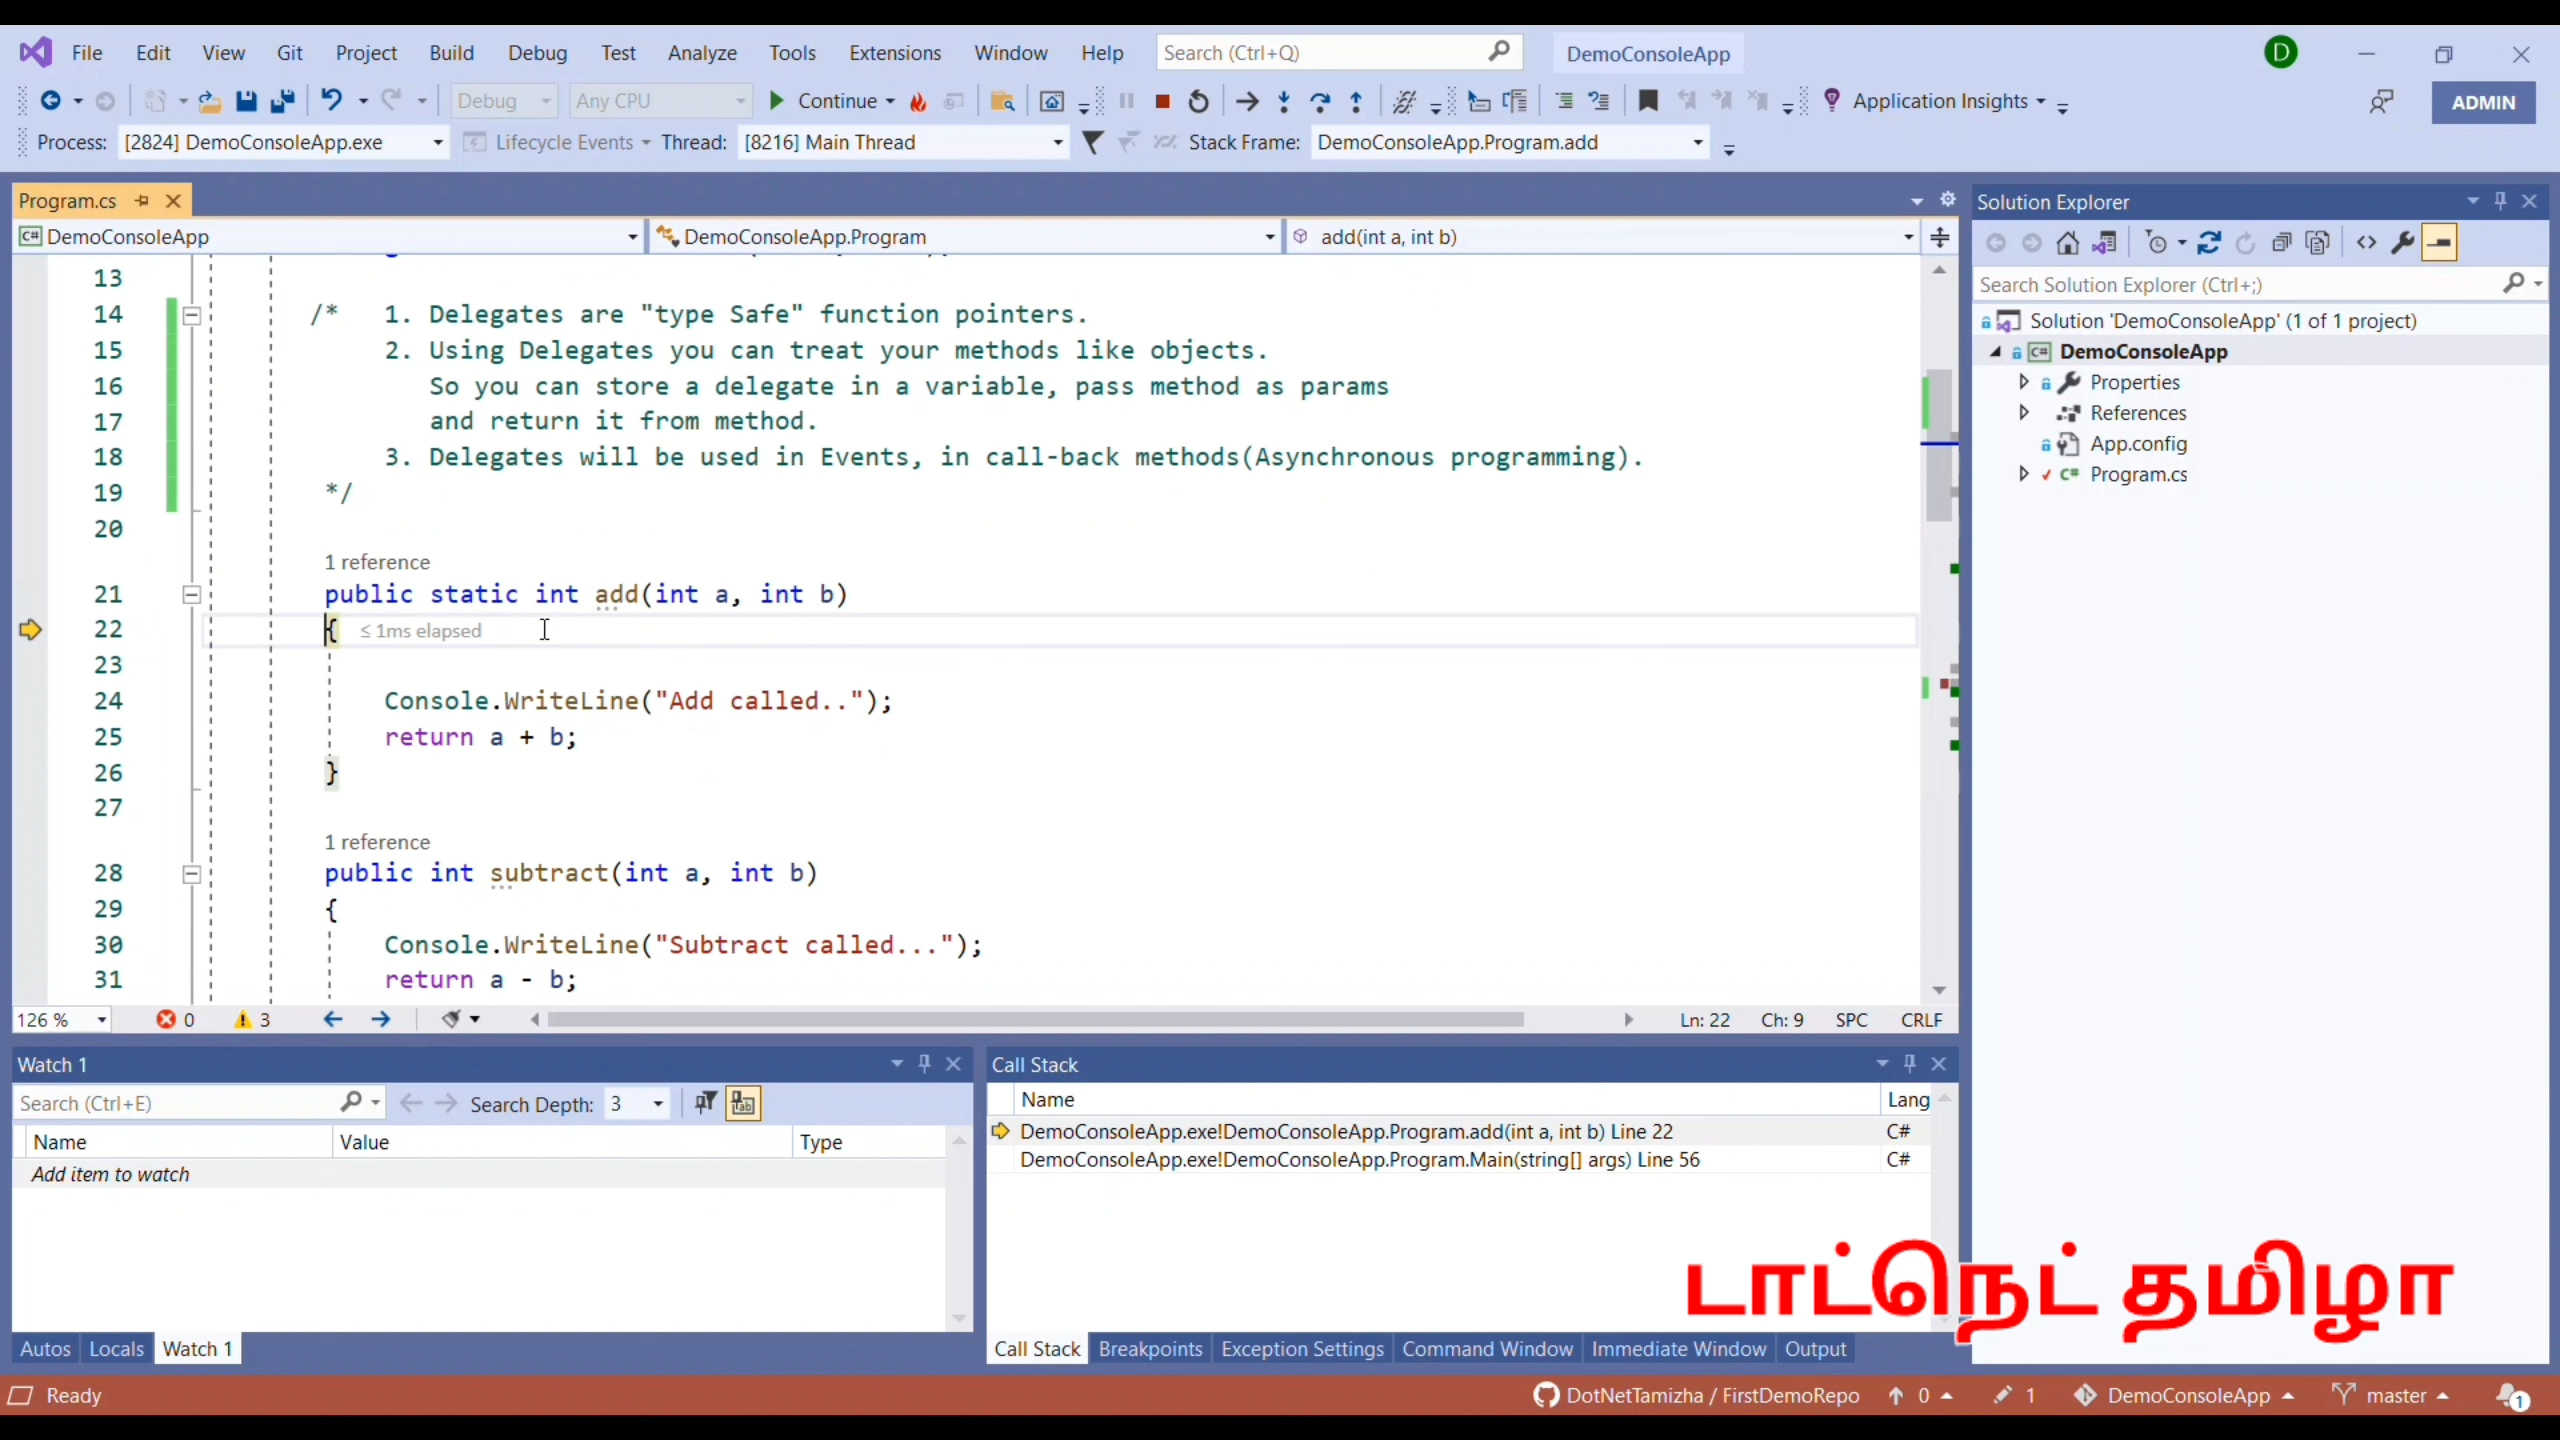 File Edit View Git Project Build Debug Test Analyze Tools Extensions Window Help Search (Ctrl+Q) DemoConsoleApp D
Debug Any CPU Continue Application Insights ADMIN
Process: [2824] DemoConsoleApp.exe Lifecycle Events Thread: [8216] Main Thread Stack Frame: DemoConsoleApp.Program.add
Program.cs
DemoConsoleApp DemoConsoleApp.Program add(int a, int b)
13
14 /* 1. Delegates are "type Safe" function pointers.
15 2. Using Delegates you can treat your methods like objects.
16 So you can store a delegate in a variable, pass method as params
17 and return it from method.
18 3. Delegates will be used in Events, in call-back methods(Asynchronous programming).
19 */
20
1 reference
21 public static int add(int a, int b)
22 { ≤ 1ms elapsed
23
24 Console.WriteLine("Add called..");
25 return a + b;
26 }
27
1 reference
28 public int subtract(int a, int b)
29 {
30 Console.WriteLine("Subtract called...");
31 return a - b;
126 % 0 3 Ln: 22 Ch: 9 SPC CRLF
Solution Explorer
Search Solution Explorer (Ctrl+;)
Solution 'DemoConsoleApp' (1 of 1 project)
C# DemoConsoleApp
Properties
References
App.config
C# Program.cs
Watch 1
Search (Ctrl+E) Search Depth: 3
Name Value Type
Add item to watch
Autos Locals Watch 1
Call Stack
Name Lang
DemoConsoleApp.exe!DemoConsoleApp.Program.add(int a, int b) Line 22 C#
DemoConsoleApp.exe!DemoConsoleApp.Program.Main(string[] args) Line 56 C#
டாட்நெட் தமிழா
Call Stack Breakpoints Exception Settings Command Window Immediate Window Output
Ready DotNetTamizha / FirstDemoRepo 0 1 DemoConsoleApp master 1